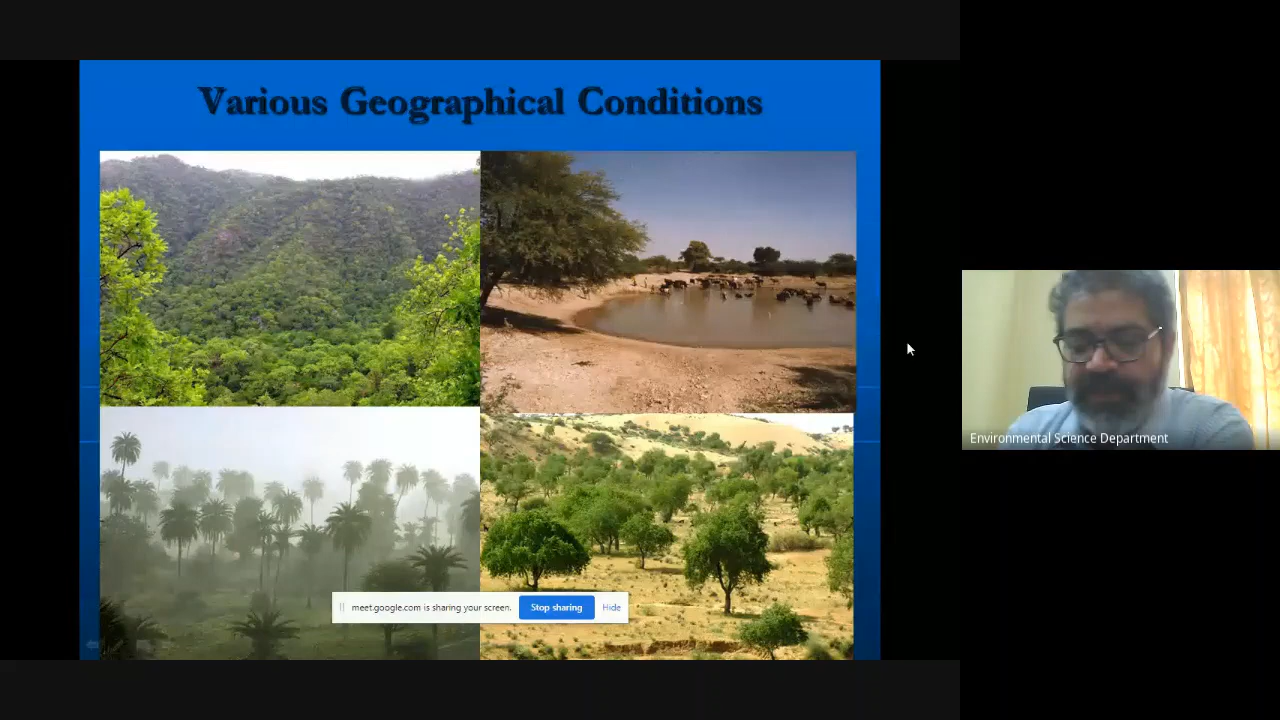 Various Geographical Conditions
Environmental Science Department
meet.google.com is sharing your screen.
Stop sharing
Hide